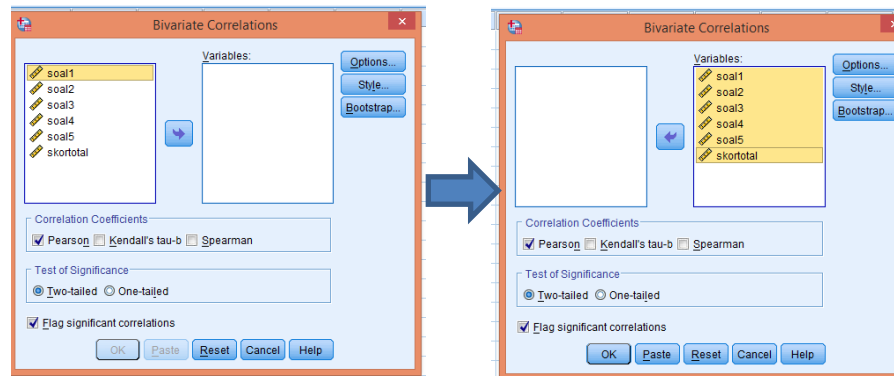 Bivariate Correlations
Variables:
soal1
soal2
soal3
soal4
soal5
skortotal
Options...
Style...
Bootstrap...
Correlation Coefficients
Pearson Kendall's tau-b Spearman
Test of Significance
Two-tailed One-tailed
Flag significant correlations
OK Paste Reset Cancel Help
Bivariate Correlations
Variables:
soal1
soal2
soal3
soal4
soal5
skortotal
Options...
Style...
Bootstrap...
Correlation Coefficients
Pearson Kendall's tau-b Spearman
Test of Significance
Two-tailed One-tailed
Flag significant correlations
OK Paste Reset Cancel Help